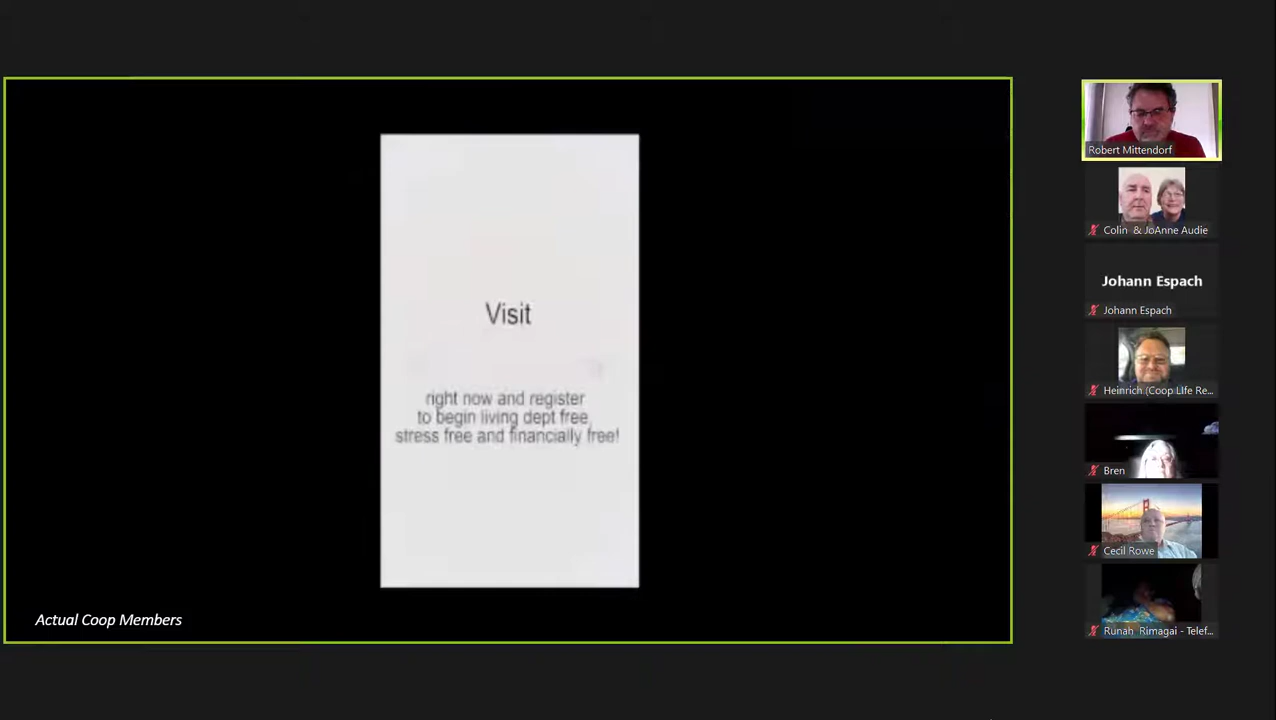 Visit
right now and register
to begin living dept free,
stress free and financially free!
Actual Coop Members
Robert Mittendorf
Colin & JoAnne Audie
Johann Espach
Johann Espach
Heinrich (Coop LIfe Re...
Bren
Cecil Rowe
Runah Rimagai - Telef...